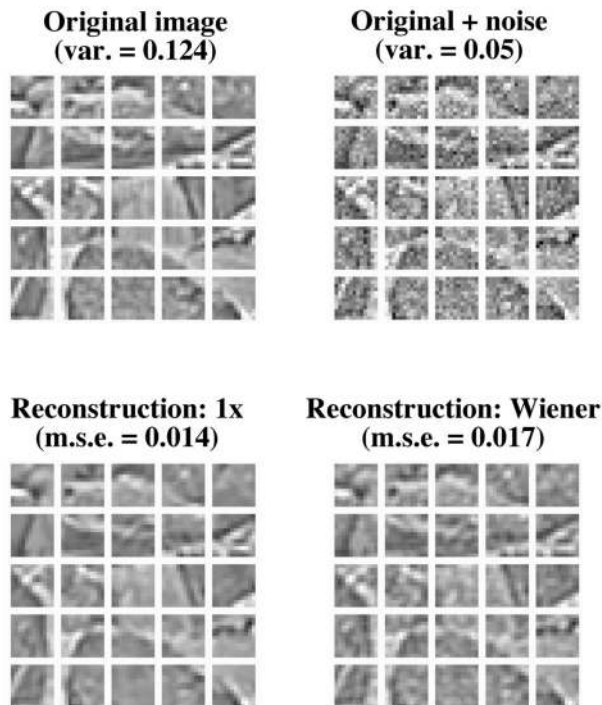 Original image
(var. = 0.124)
Original + noise
(var. = 0.05)
Reconstruction: 1x
(m.s.e. = 0.014)
Reconstruction: Wiener
(m.s.e. = 0.017)